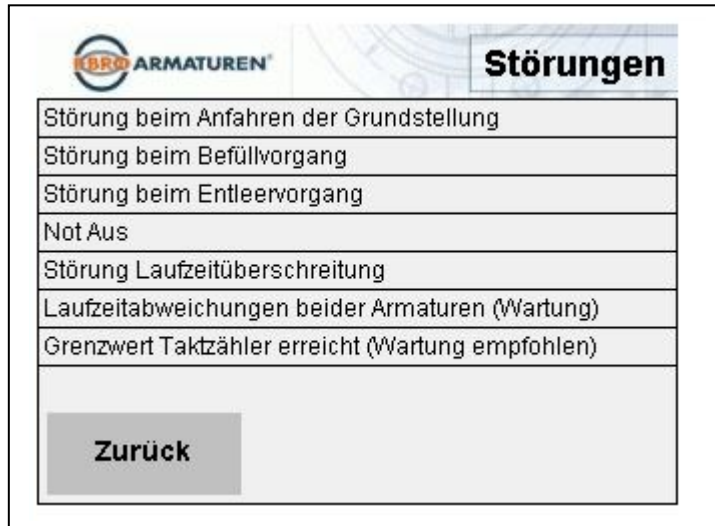 EBRO ARMATUREN®
Störungen
Störung beim Anfahren der Grundstellung
Störung beim Befüllvorgang
Störung beim Entleervorgang
Not Aus
Störung Laufzeitüberschreitung
Laufzeitabweichungen beider Armaturen (Wartung)
Grenzwert Taktzähler erreicht (Wartung empfohlen)
Zurück